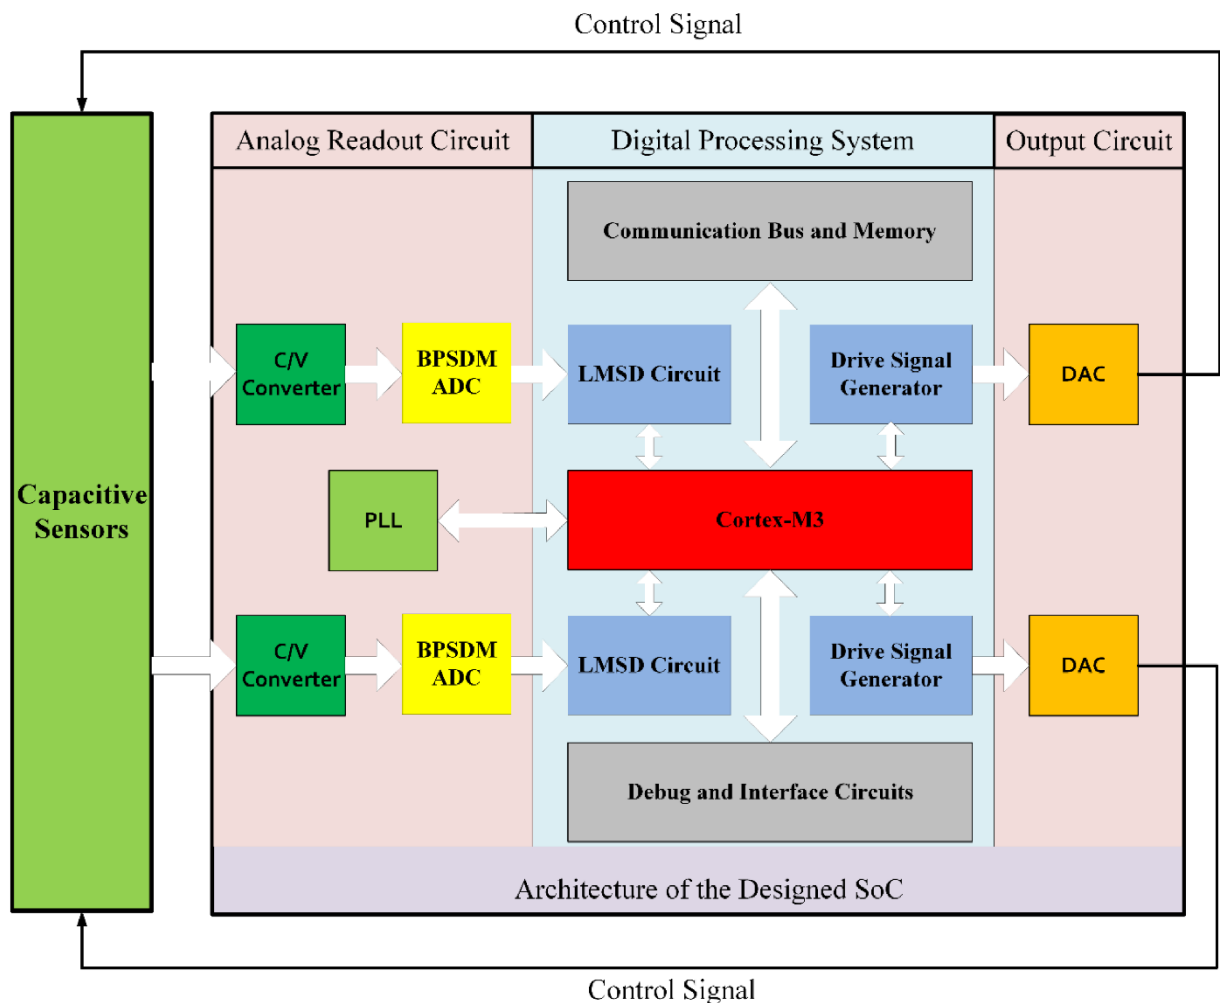 Control Signal
Analog Readout Circuit
Digital Processing System
Output Circuit
Communication Bus and Memory
C/V
Converter
BPSDM
ADC
LMSD Circuit
Drive Signal
Generator
DAC
Capacitive
Sensors
PLL
Cortex-M3
C/V
Converter
BPSDM
ADC
LMSD Circuit
Drive Signal
Generator
DAC
Debug and Interface Circuits
Architecture of the Designed SoC
Control Signal